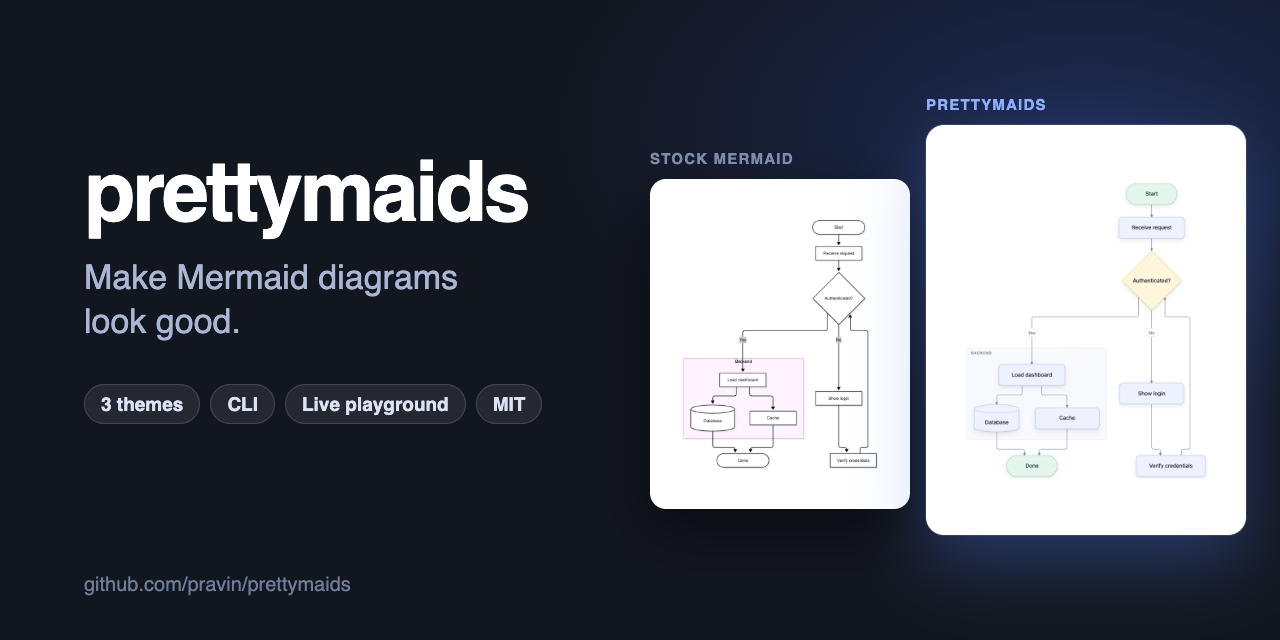 prettymaids
Make Mermaid diagrams
look good.
3 themes
CLI
Live playground
MIT
github.com/pravin/prettymaids
STOCK MERMAID
Start
Receive request
Authenticated?
Yes
No
Backend
Load dashboard
Show login
Database
Cache
Done
Verify credentials
PRETTYMAIDS
Start
Receive request
Authenticated?
Yes
No
BACKEND
Load dashboard
Show login
Database
Cache
Done
Verify credentials